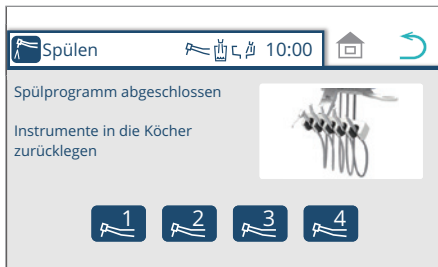 Spülen 10:00
Spülprogramm abgeschlossen
Instrumente in die Köcher
zurücklegen
1 2 3 4